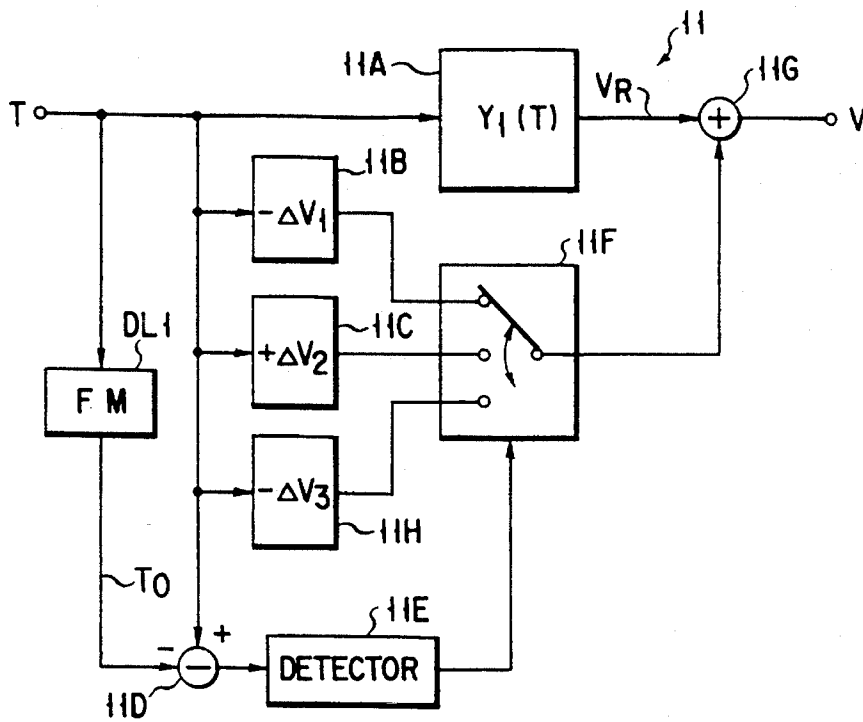 11
11A
11G
VR
T
Y1(T)
+
V
11B
-ΔV1
11F
DL1
11C
+ΔV2
FM
-ΔV3
11H
T0
11E
- +
−
DETECTOR
11D